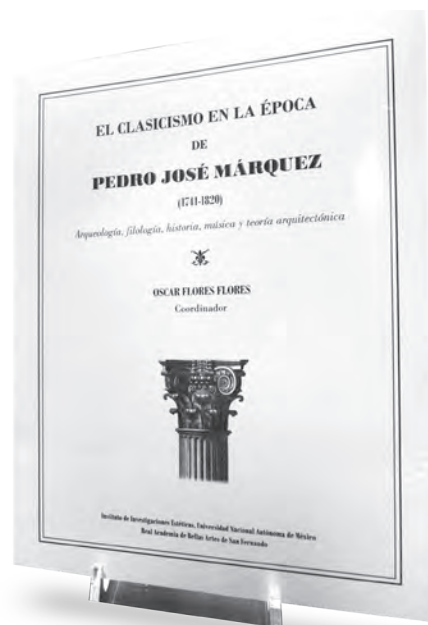 EL CLASICISMO EN LA ÉPOCA
DE
PEDRO JOSÉ MÁRQUEZ
(1741-1820)
Arqueología, filología, historia, música y teoría arquitectónica
OSCAR FLORES FLORES
Coordinador
Instituto de Investigaciones Estéticas, Universidad Nacional Autónoma de México
Real Academia de Bellas Artes de San Fernando